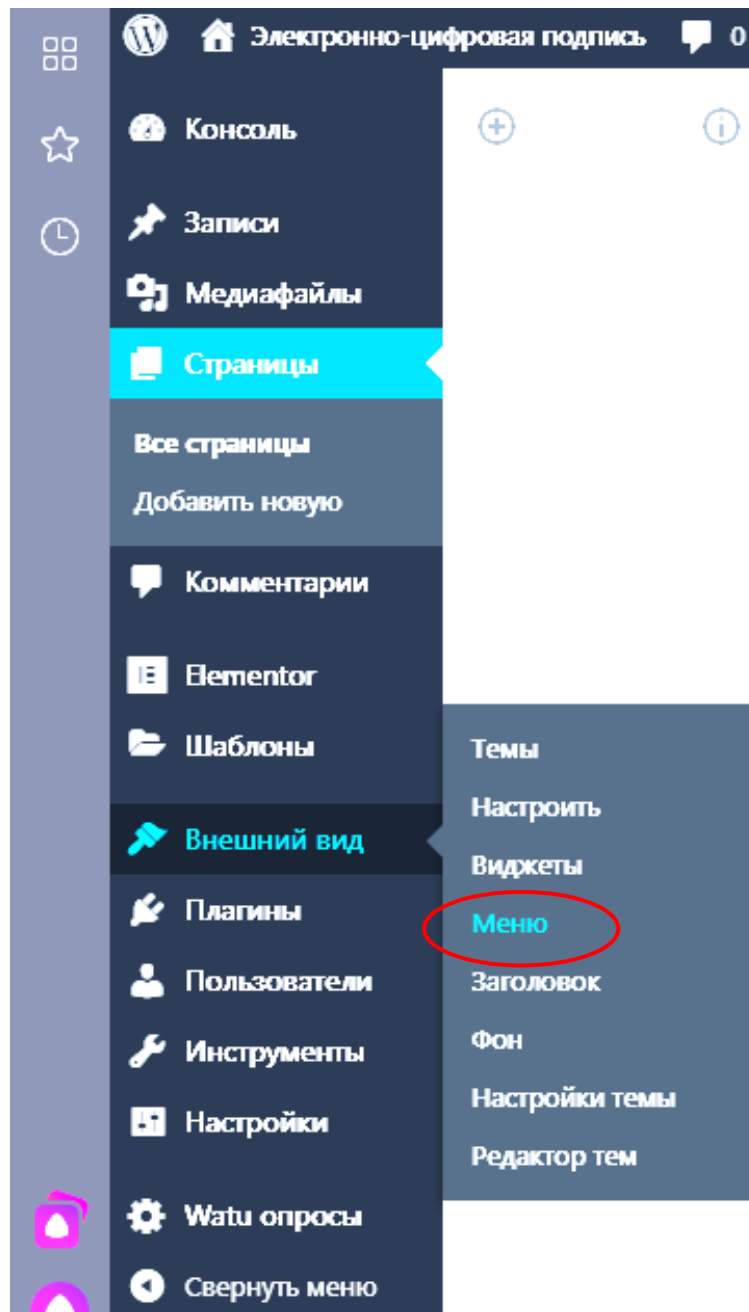 Электронно-цифровая подпись 0
Консоль
Записи
Медиафайлы
Страницы
Все страницы
Добавить новую
Комментарии
Elementor
Шаблоны
Внешний вид
Плагины
Пользователи
Инструменты
Настройки
Watu опросы
Свернуть меню
Темы
Настроить
Виджеты
Меню
Заголовок
Фон
Настройки темы
Редактор тем